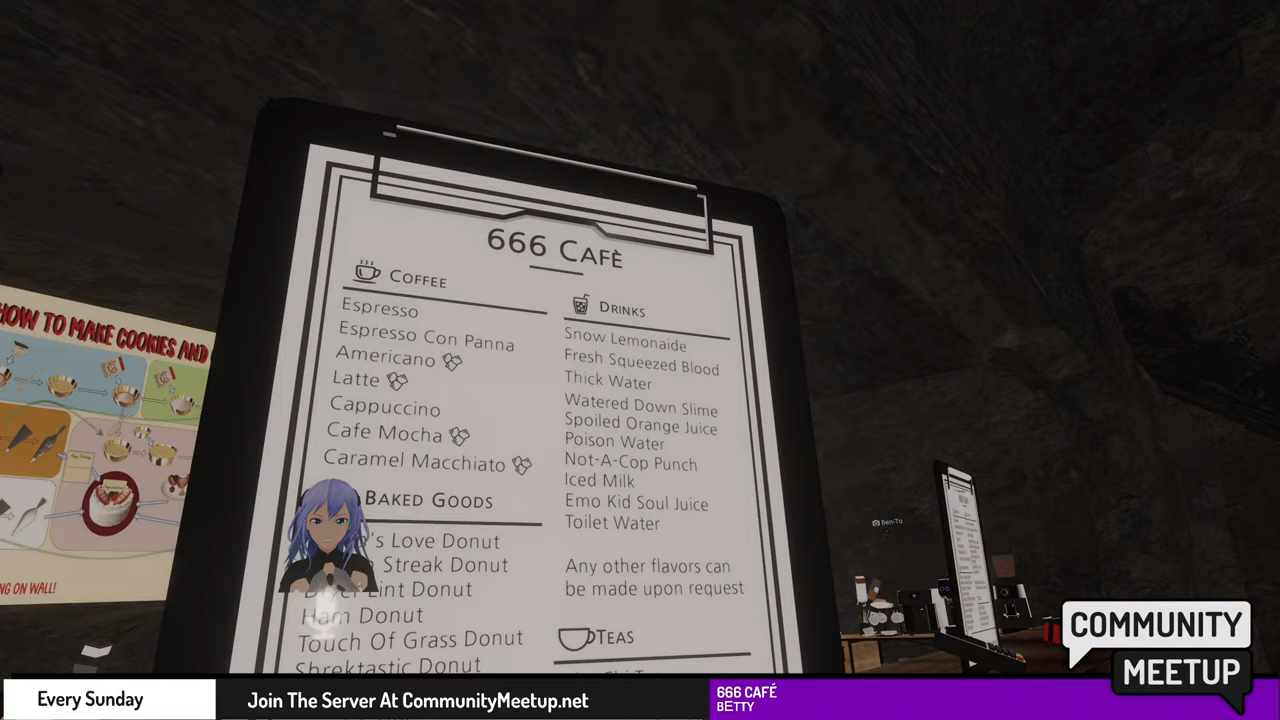 HOW TO MAKE COOKIES AND
NG ON WALL!
666 CAFÈ
COFFEE
Espresso
Espresso Con Panna
Americano
Latte
Cappuccino
Cafe Mocha
Caramel Macchiato
BAKED GOODS
's Love Donut
Streak Donut
Lint Donut
Ham Donut
Touch Of Grass Donut
Shrektastic Donut
DRINKS
Snow Lemonaide
Fresh Squeezed Blood
Thick Water
Watered Down Slime
Spoiled Orange Juice
Poison Water
Not-A-Cop Punch
Iced Milk
Emo Kid Soul Juice
Toilet Water
Any other flavors can
be made upon request
TEAS
Ben-To
COMMUNITY
MEETUP
Every Sunday
Join The Server At CommunityMeetup.net
666 CAFÉ
BETTY